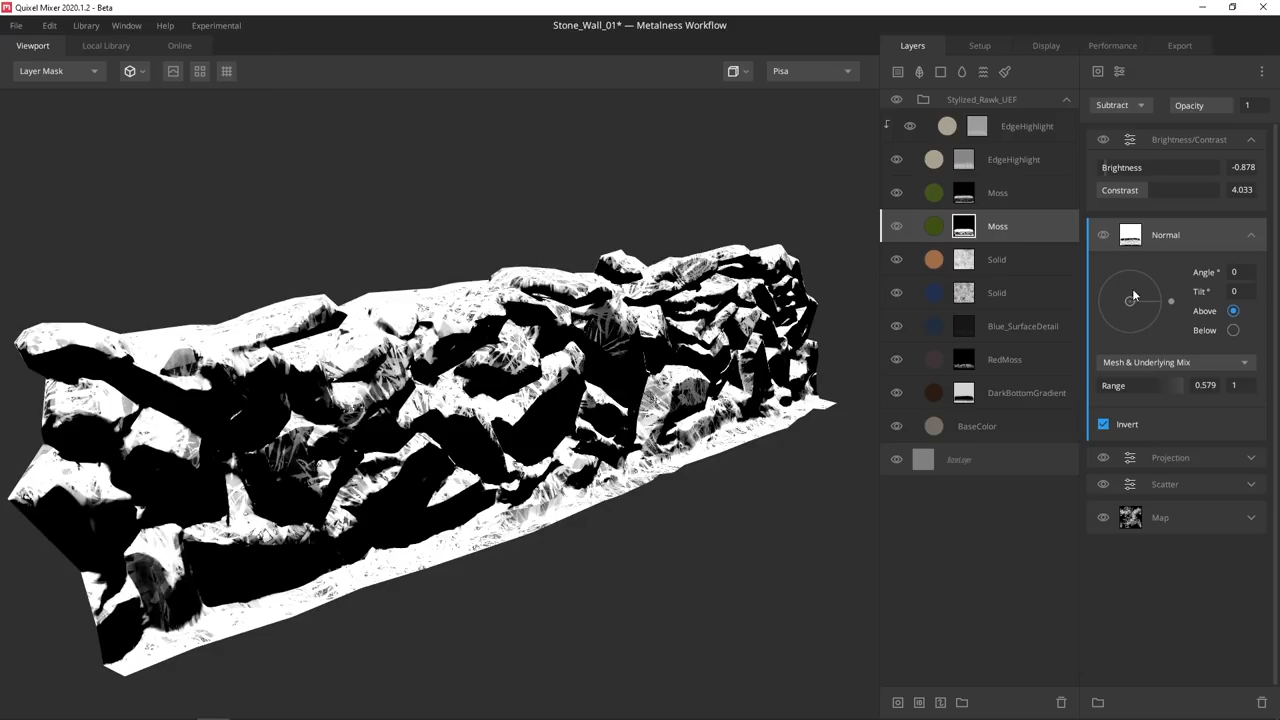 Quixel Mixer 2020.1.2 - Beta
File Edit Library Window Help Experimental
Stone_Wall_01* — Metalness Workflow
Viewport Local Library Online
Layers Setup Display Performance Export
Layer Mask
Pisa
Stylized_Rawk_UEF
EdgeHighlight
EdgeHighlight
Moss
Moss
Solid
Solid
Blue_SurfaceDetail
RedMoss
DarkBottomGradient
BaseColor
BaseLayer
Subtract Opacity 1
Brightness/Contrast
Brightness -0.878
Constrast 4.033
Normal
Angle ° 0
Tilt ° 0
Above
Below
Mesh & Underlying Mix
Range 0.579 1
Invert
Projection
Scatter
Map